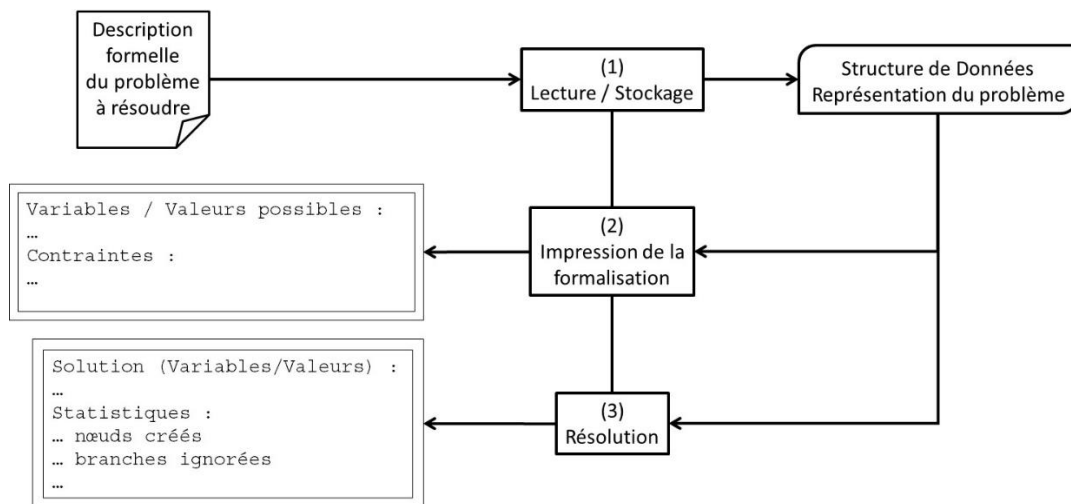 Description
formelle
du problème
à résoudre
(1)
Lecture / Stockage
Structure de Données
Représentation du problème
Variables / Valeurs possibles :
…
Contraintes :
…
(2)
Impression de la
formalisation
Solution (Variables/Valeurs) :
…
Statistiques :
… nœuds créés
… branches ignorées
…
(3)
Résolution